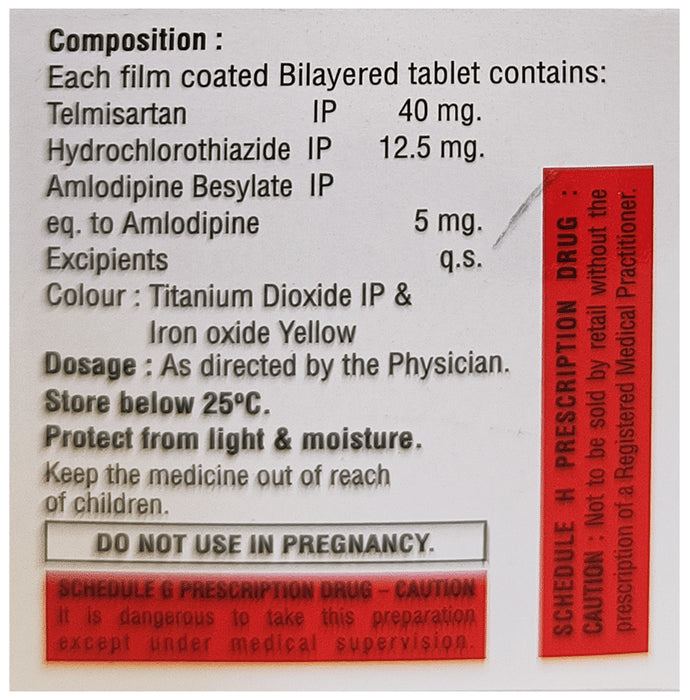 Composition :
Each film coated Bilayered tablet contains:
Telmisartan IP 40 mg.
Hydrochlorothiazide IP 12.5 mg.
Amlodipine Besylate IP
eq. to Amlodipine 5 mg.
Excipients q.s.
Colour : Titanium Dioxide IP &
Iron oxide Yellow
Dosage : As directed by the Physician.
Store below 25ºC.
Protect from light & moisture.
Keep the medicine out of reach
of children.
DO NOT USE IN PREGNANCY.
SCHEDULE G PRESCRIPTION DRUG – CAUTION
It is dangerous to take this preparation
except under medical supervision.
SCHEDULE H PRESCRIPTION DRUG :
CAUTION : Not to be sold by retail without the
prescription of a Registered Medical Practitioner.